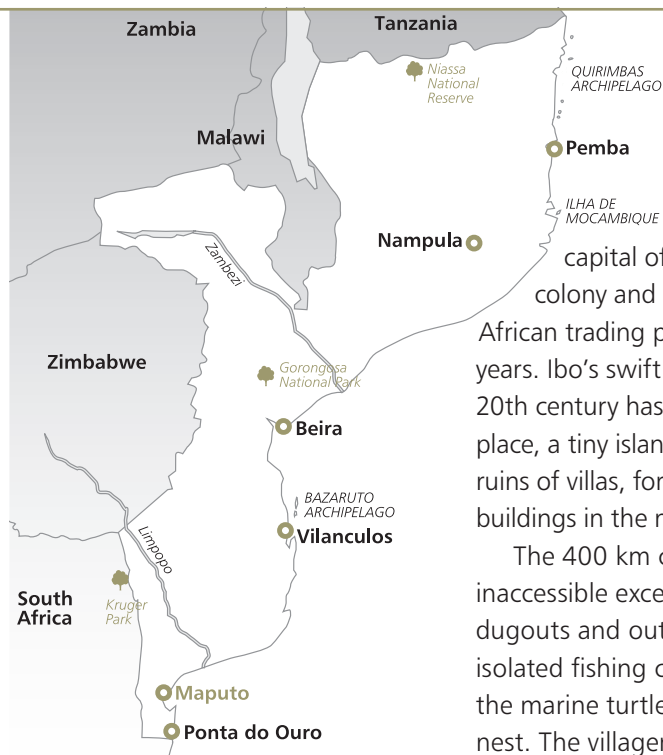 Zambia
Tanzania
Niassa
National
Reserve
QUIRIMBAS
ARCHIPELAGO
Malawi
Pemba
ILHA DE
MOCAMBIQUE
Nampula
Zambezi
Zimbabwe
Gorongosa
National Park
Beira
BAZARUTO
ARCHIPELAGO
Vilanculos
Limpopo
South
Africa
Kruger
Park
Maputo
Ponta do Ouro
capital of
colony and
African trading p
years. Ibo’s swift
20th century has
place, a tiny islan
ruins of villas, for
buildings in the
The 400 km
inaccessible exce
dugouts and out
isolated fishing
the marine turtle
nest. The villager